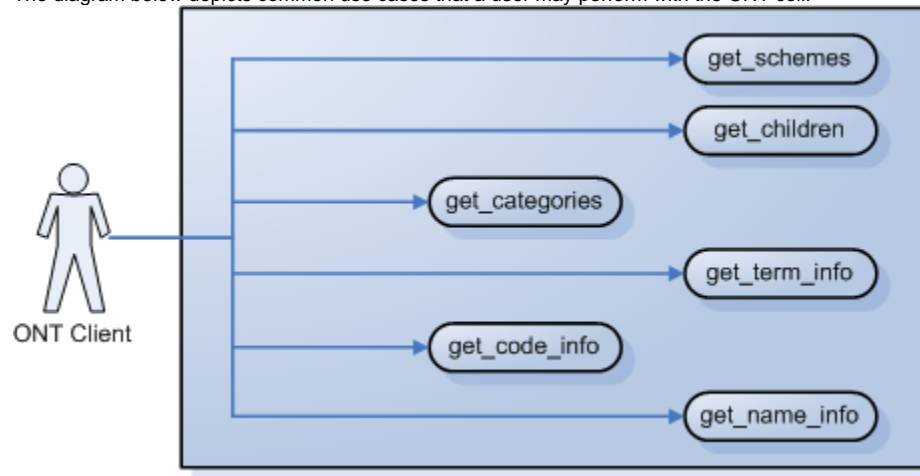 The diagram below depicts common use cases that a user may perform with the ONT cell.
get_schemes
get_children
get_categories
get_term_info
get_code_info
get_name_info
ONT Client